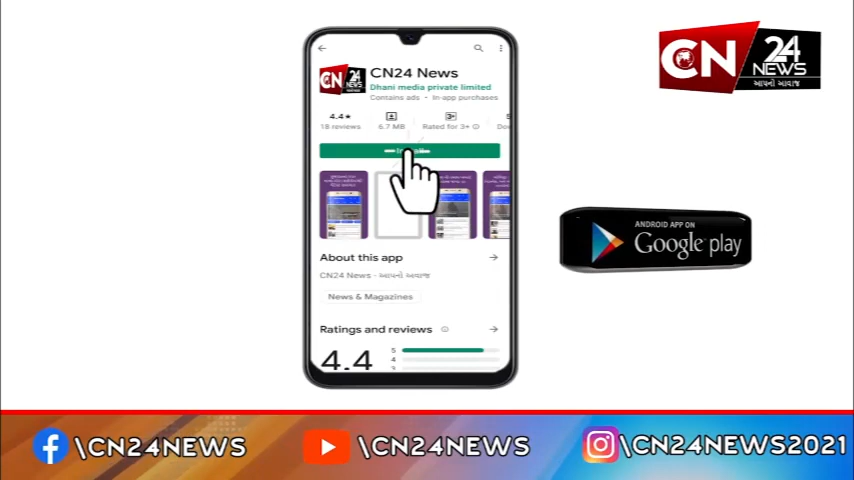 CN24 News
Dhani media private limited
Contains ads • In-app purchases
4.4★
18 reviews
6.7 MB
3+
Rated for 3+
About this app
CN24 News - આપનો અવાજ
News & Magazines
Ratings and reviews
4.4
5
4
3
CN 24 NEWS
આપનો અવાજ
ANDROID APP ON
Google play
\CN24NEWS
\CN24NEWS
\CN24NEWS2021